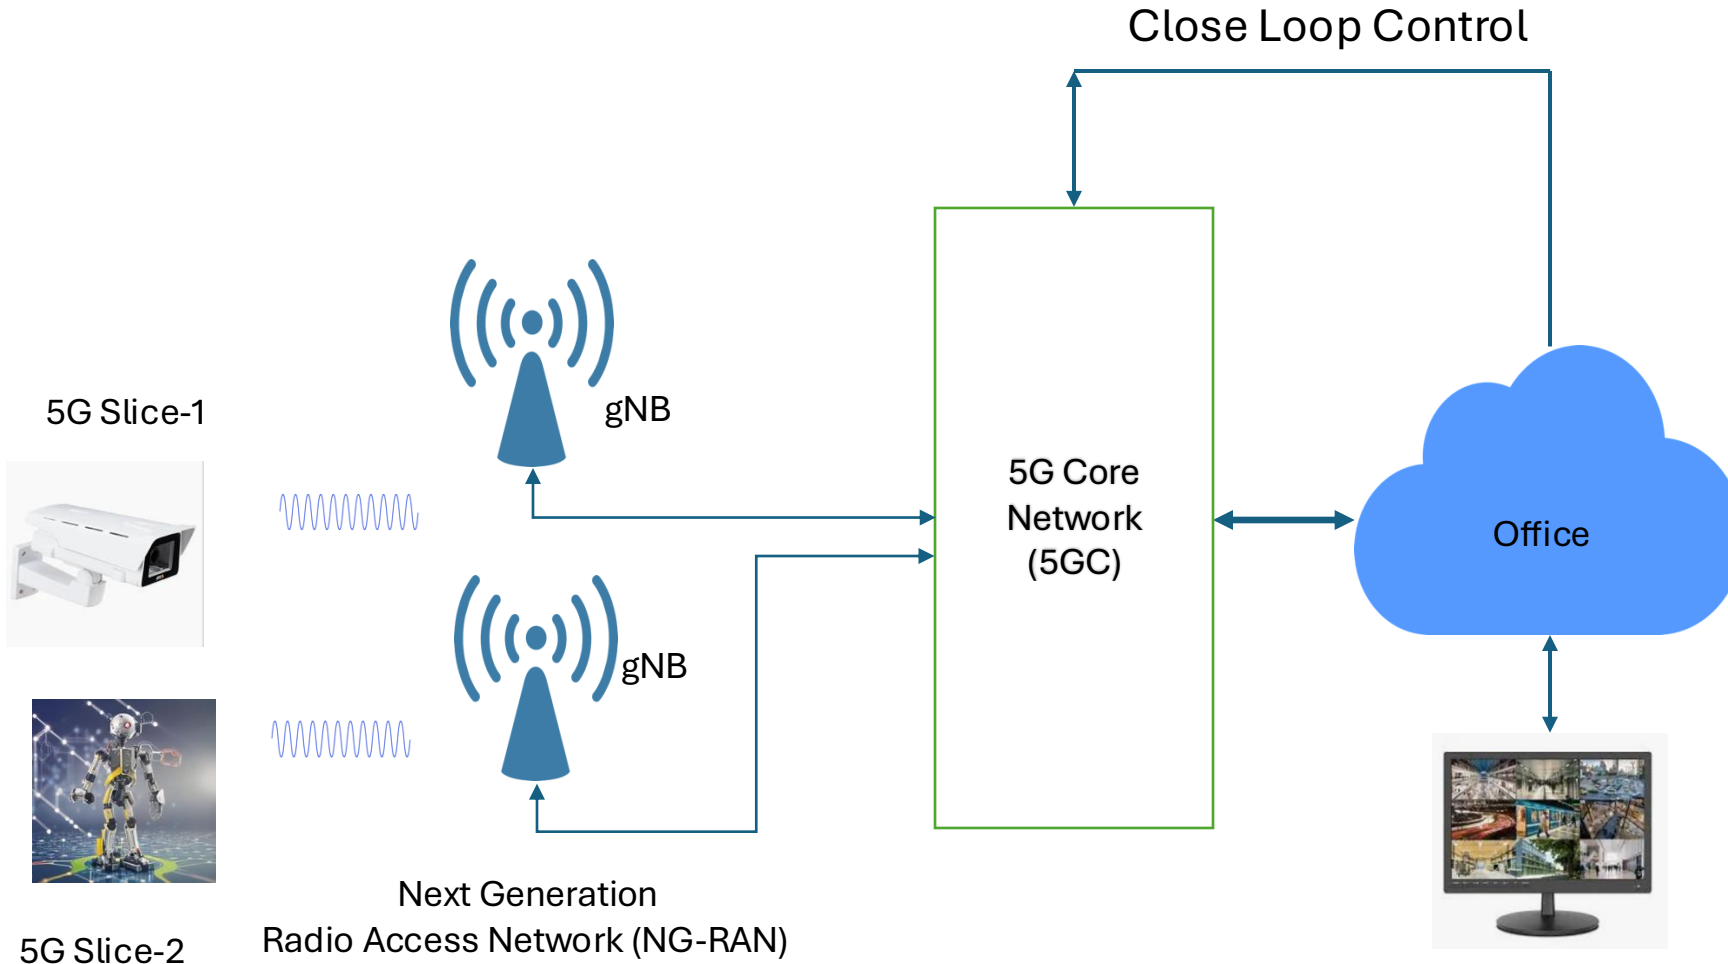 Close Loop Control
5G Slice-1
gNB
5G Core
Network
(5GC)
Office
gNB
Next Generation
Radio Access Network (NG-RAN)
5G Slice-2